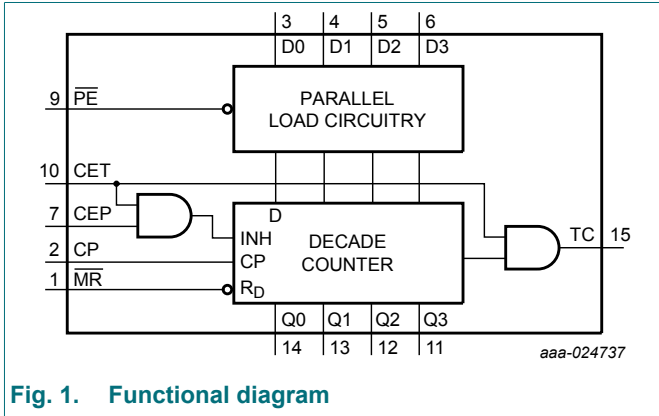 3 4 5 6
D0 D1 D2 D3
9 PE
PARALLEL
LOAD CIRCUITRY
10 CET
7 CEP
2 CP
1 MR
D
INH
CP
RD
DECADE
COUNTER
TC 15
Q0 Q1 Q2 Q3
14 13 12 11
aaa-024737
Fig. 1. Functional diagram